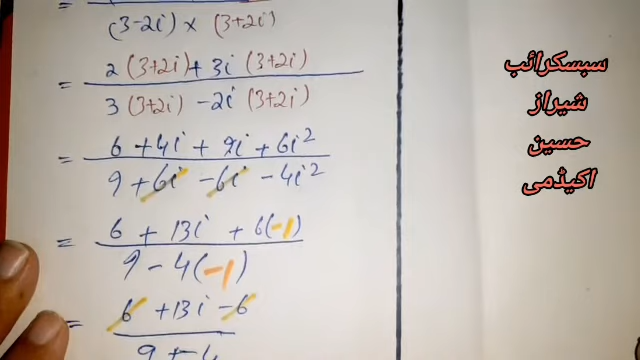 (3-2i) × (3+2i)
= 2(3+2i)+3i(3+2i)
3(3+2i) -2i(3+2i)
= 6+4i+9i+6i²
9+6i-6i-4i²
= 6+13i+6(-1)
9-4(-1)
= 6+13i-6
9+4
سبسکرائب
شیراز
حسین
اکیڈمی